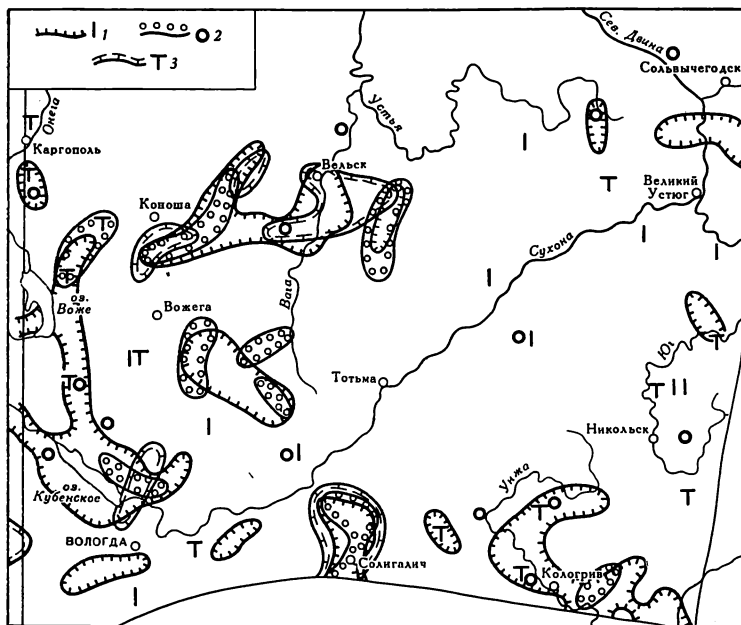 1 2
Т 3
Сев. Двина
Сольвычегодск
Онега
Устья
Каргополь
Вельск
Коноша
Великий
Устюг
Сухона
оз.
Воже
Вага
Вожега
Юг
Тотьма
Никольск
Унжа
оз.
Кубенское
ВОЛОГДА
Солигалич
Кологрив